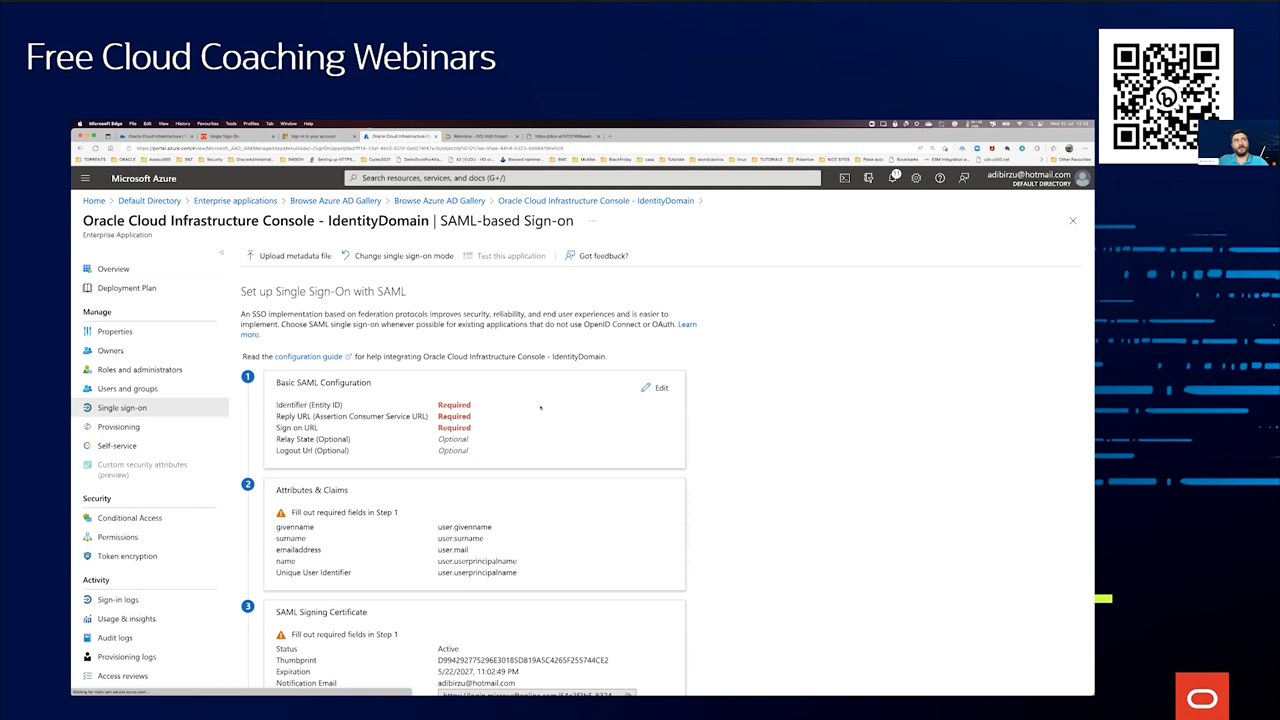 Free Cloud Coaching Webinars
Microsoft Edge File Edit View History Favourites Tools Profiles Tab Window Help
Microsoft Azure
Search resources, services, and docs (G+/)
adibirzu@hotmail.com
DEFAULT DIRECTORY
Home > Default Directory > Enterprise applications > Browse Azure AD Gallery > Browse Azure AD Gallery > Oracle Cloud Infrastructure Console - IdentityDomain >
Oracle Cloud Infrastructure Console - IdentityDomain | SAML-based Sign-on ...
Enterprise Application
Upload metadata file Change single sign-on mode Test this application Got feedback?
Overview
Deployment Plan
Manage
Properties
Owners
Roles and administrators
Users and groups
Single sign-on
Provisioning
Self-service
Custom security attributes
(preview)
Security
Conditional Access
Permissions
Token encryption
Activity
Sign-in logs
Usage & insights
Audit logs
Provisioning logs
Access reviews
Set up Single Sign-On with SAML
An SSO implementation based on federation protocols improves security, reliability, and end user experiences and is easier to
implement. Choose SAML single sign-on whenever possible for existing applications that do not use OpenID Connect or OAuth. Learn
more.
Read the configuration guide for help integrating Oracle Cloud Infrastructure Console - IdentityDomain.
1
Basic SAML Configuration
Edit
Identifier (Entity ID) Required
Reply URL (Assertion Consumer Service URL) Required
Sign on URL Required
Relay State (Optional) Optional
Logout Url (Optional) Optional
2
Attributes & Claims
Fill out required fields in Step 1
givenname user.givenname
surname user.surname
emailaddress user.mail
name user.userprincipalname
Unique User Identifier user.userprincipalname
3
SAML Signing Certificate
Fill out required fields in Step 1
Status Active
Thumbprint D994292775296E30185D819A5C4265F255744CE2
Expiration 5/22/2027, 11:02:49 PM
Notification Email adibirzu@hotmail.com